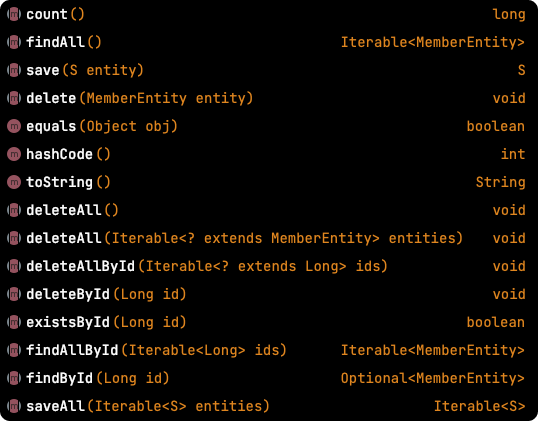 m count() long
m findAll() Iterable<MemberEntity>
m save(S entity) S
m delete(MemberEntity entity) void
m equals(Object obj) boolean
m hashCode() int
m toString() String
m deleteAll() void
m deleteAll(Iterable<? extends MemberEntity> entities) void
m deleteAllById(Iterable<? extends Long> ids) void
m deleteById(Long id) void
m existsById(Long id) boolean
m findAllById(Iterable<Long> ids) Iterable<MemberEntity>
m findById(Long id) Optional<MemberEntity>
m saveAll(Iterable<S> entities) Iterable<S>